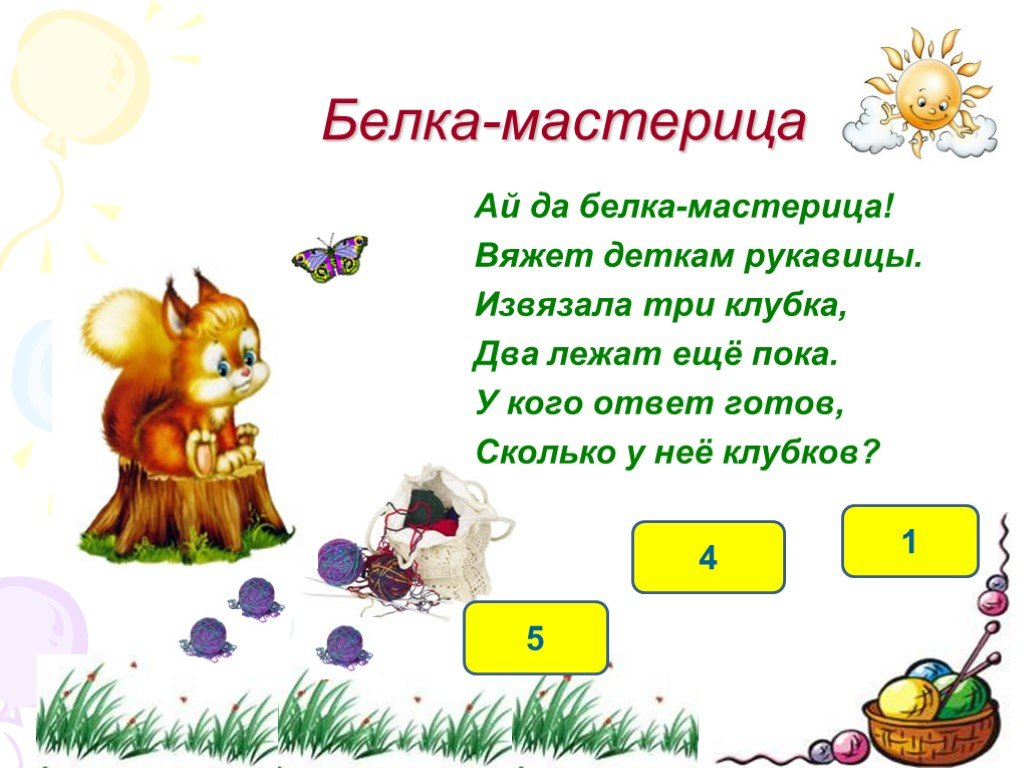 Белка-мастерица
Ай да белка-мастерица!
Вяжет деткам рукавицы.
Извязала три клубка,
Два лежат ещё пока.
У кого ответ готов,
Сколько у неё клубков?
1
4
5